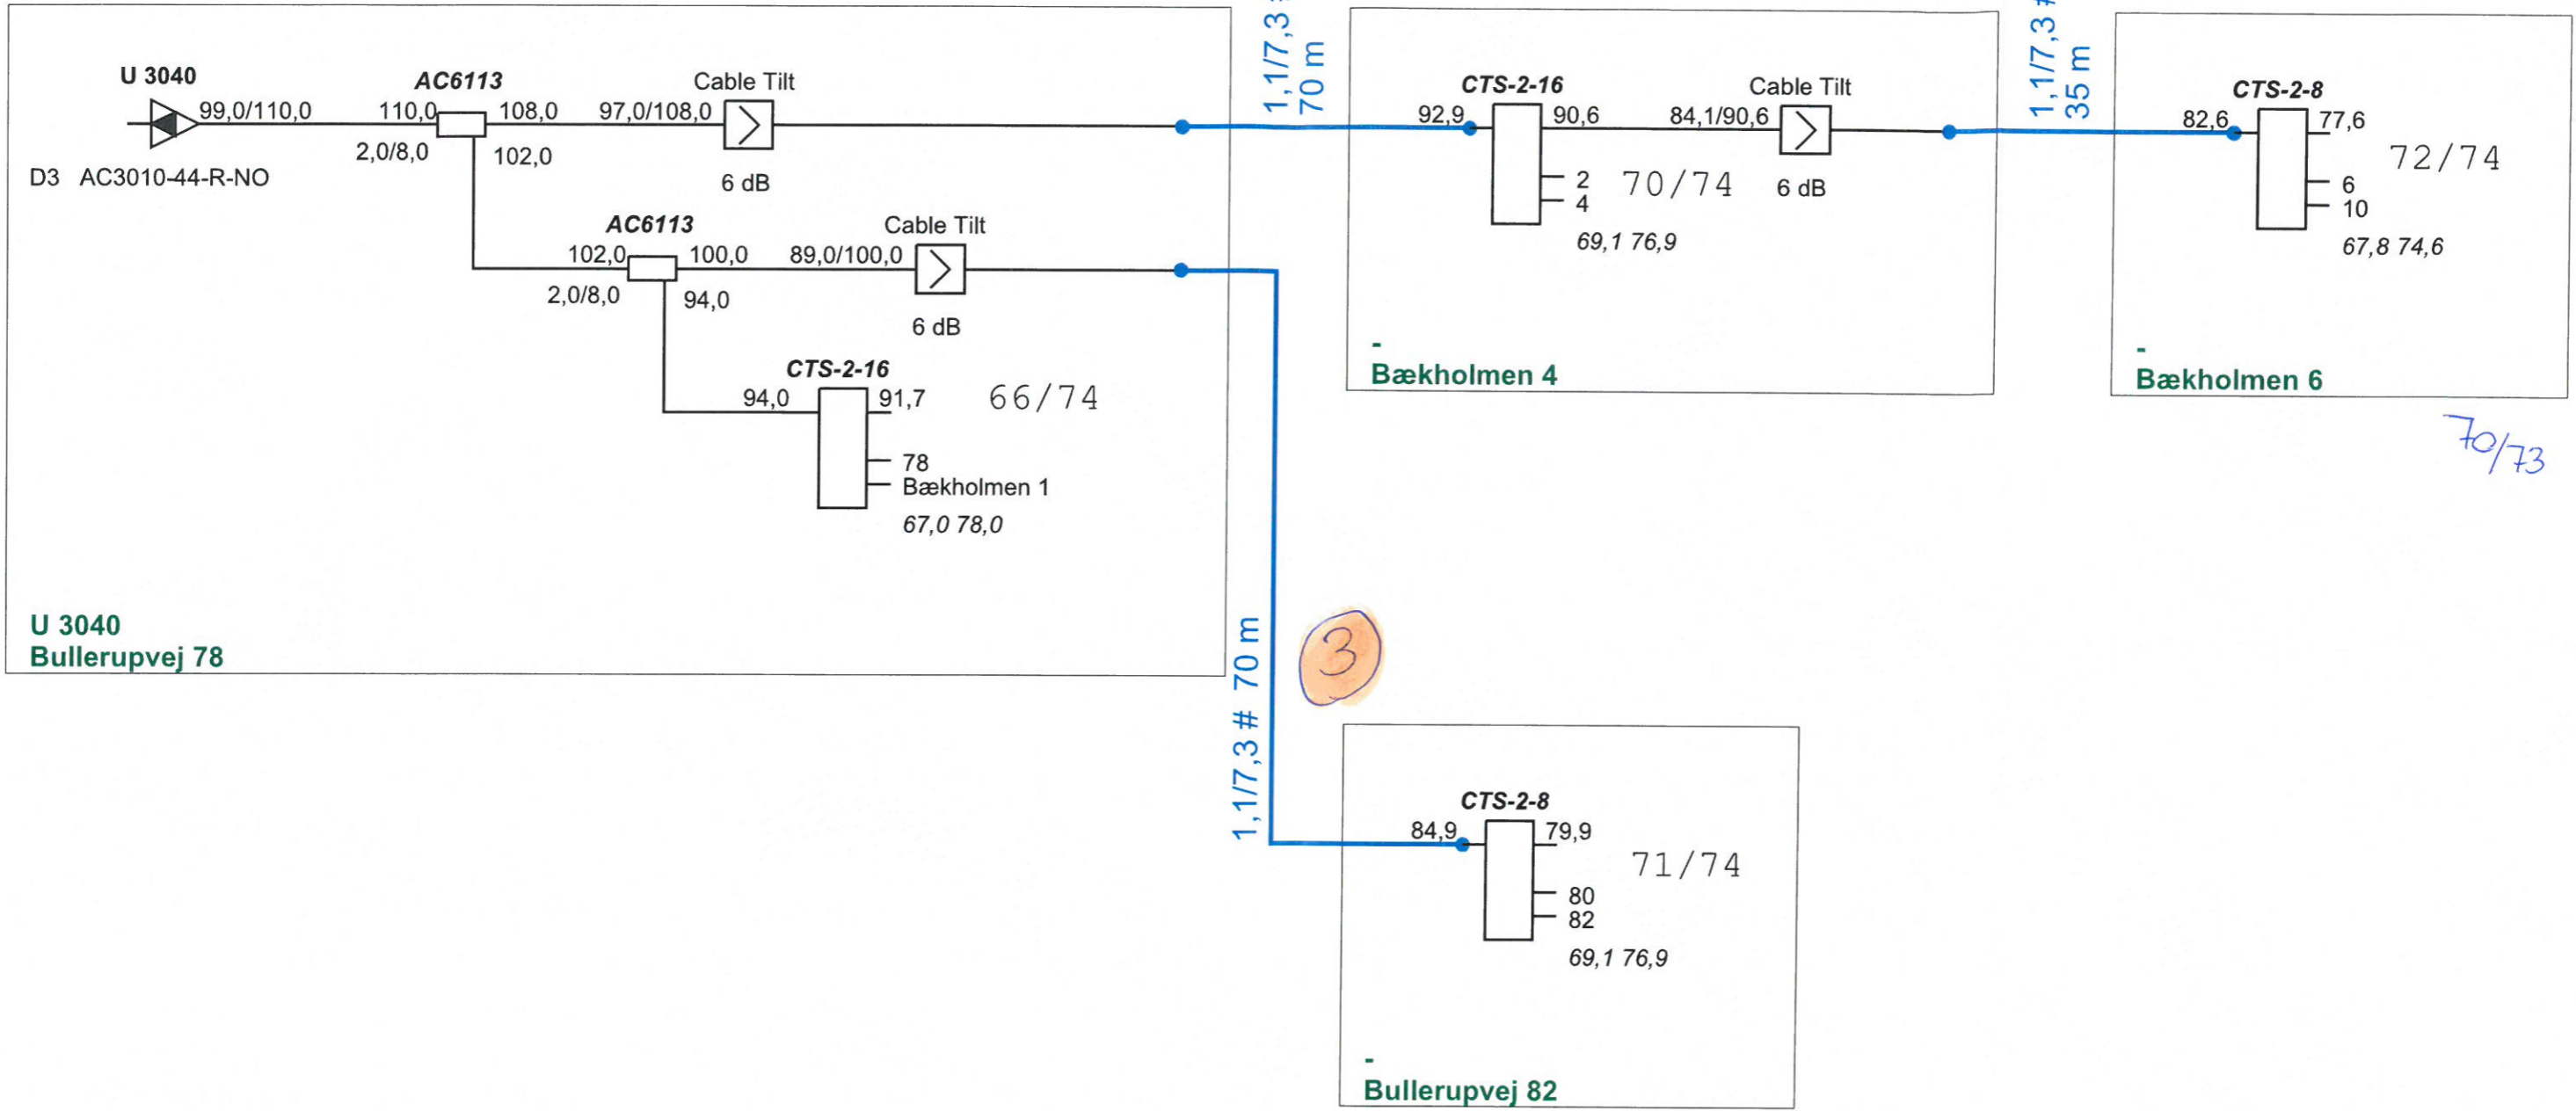 U 3040
99,0/110,0
D3 AC3010-44-R-NO
AC6113
110,0
108,0
2,0/8,0
102,0
97,0/108,0
Cable Tilt
6 dB
AC6113
102,0
100,0
2,0/8,0
94,0
89,0/100,0
Cable Tilt
6 dB
CTS-2-16
94,0
91,7
66/74
78
Bækholmen 1
67,0 78,0
U 3040
Bullerupvej 78
1,1/7,3
70 m
CTS-2-16
92,9
90,6
2
4
70/74
69,1 76,9
84,1/90,6
Cable Tilt
6 dB
-
Bækholmen 4
1,1/7,3 #
35 m
CTS-2-8
82,6
77,6
72/74
6
10
67,8 74,6
-
Bækholmen 6
70/73
1,1/7,3 # 70 m
3
CTS-2-8
84,9
79,9
71/74
80
82
69,1 76,9
-
Bullerupvej 82